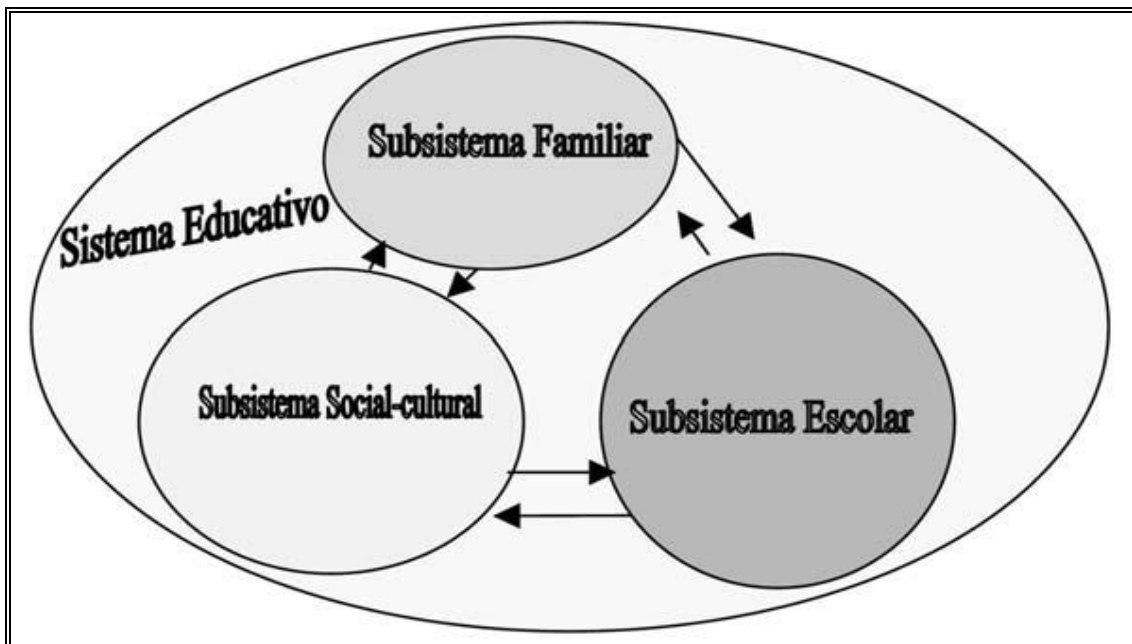 Subsistema Familiar
Sistema Educativo
Subsistema Social-cultural
Subsistema Escolar